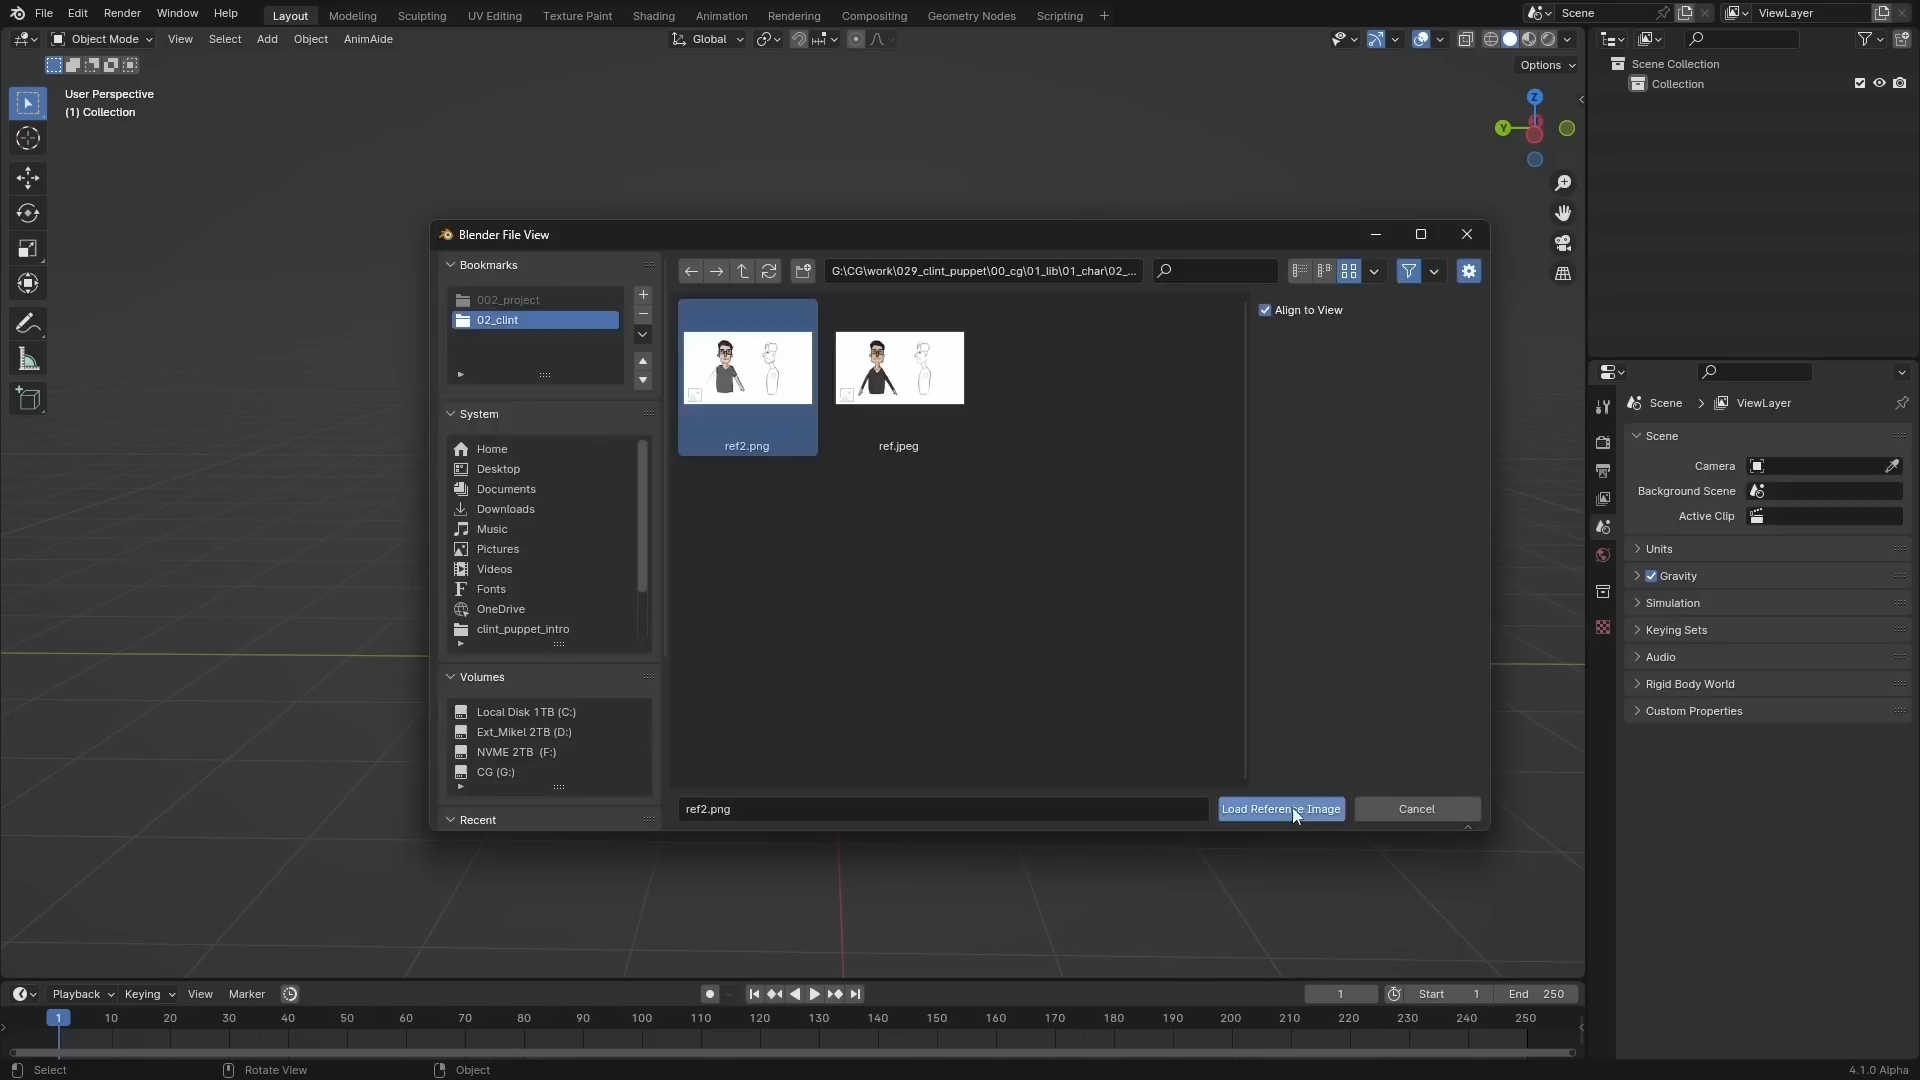 File Edit Render Window Help Layout Modeling Sculpting UV Editing Texture Paint Shading Animation Rendering Compositing Geometry Nodes Scripting + Scene ViewLayer
Object Mode View Select Add Object AnimAide Global
Options
User Perspective
(1) Collection
Z
Y
Scene Collection
Collection
Blender File View
Bookmarks
002_project
02_clint
System
Home
Desktop
Documents
Downloads
Music
Pictures
Videos
Fonts
OneDrive
clint_puppet_intro
Volumes
Local Disk 1TB (C:)
Ext_Mikel 2TB (D:)
NVME 2TB (F:)
CG (G:)
Recent
G:\CG\work\029_clint_puppet\00_cg\01_lib\01_char\02_...
ref2.png
ref.jpeg
Align to View
ref2.png
Load Reference Image
Cancel
Scene > ViewLayer
Scene
Camera
Background Scene
Active Clip
Units
Gravity
Simulation
Keying Sets
Audio
Rigid Body World
Custom Properties
Playback Keying View Marker 1 Start 1 End 250
1 10 20 30 40 50 60 70 80 90 100 110 120 130 140 150 160 170 180 190 200 210 220 230 240 250
Select Rotate View Object 4.1.0 Alpha